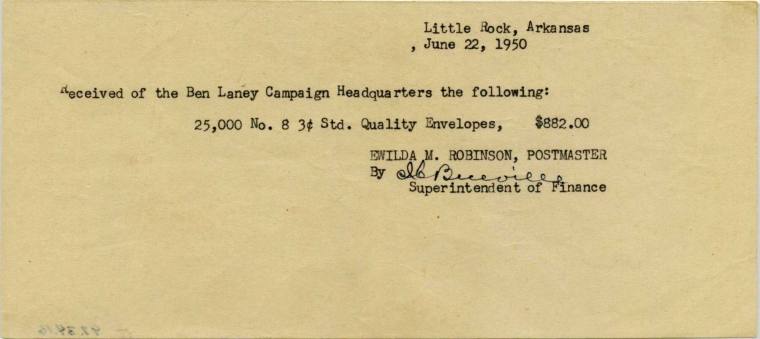 Little Rock, Arkansas
, June 22, 1950
Received of the Ben Laney Campaign Headquarters the following:
25,000 No. 8 3¢ Std. Quality Envelopes, $882.00
EWILDA M. ROBINSON, POSTMASTER
By
Superintendent of Finance